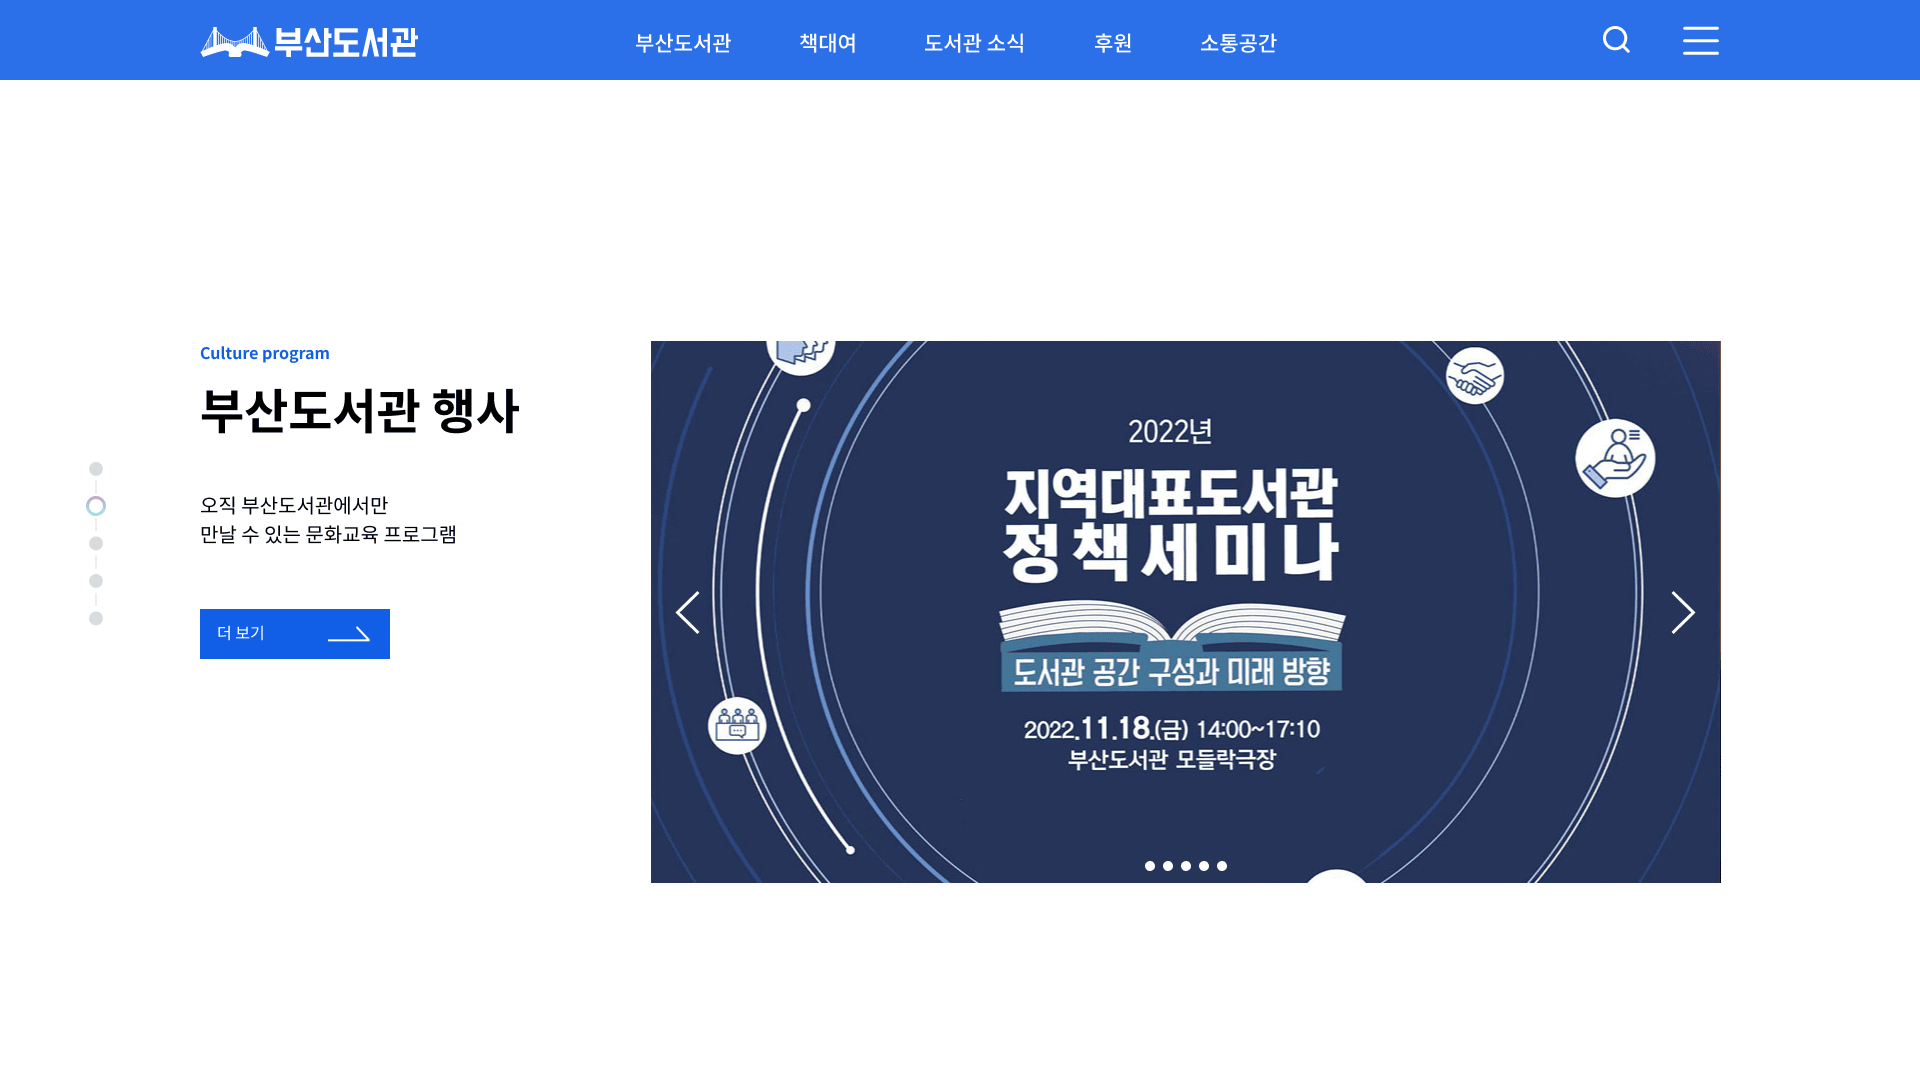 부산도서관
부산도서관 책대여 도서관 소식 후원 소통공간
Culture program
부산도서관 행사
오직 부산도서관에서만
만날 수 있는 문화교육 프로그램
더 보기
2022년
지역대표도서관
정책세미나
도서관 공간 구성과 미래 방향
2022.11.18.(금) 14:00~17:10
부산도서관 모들락극장